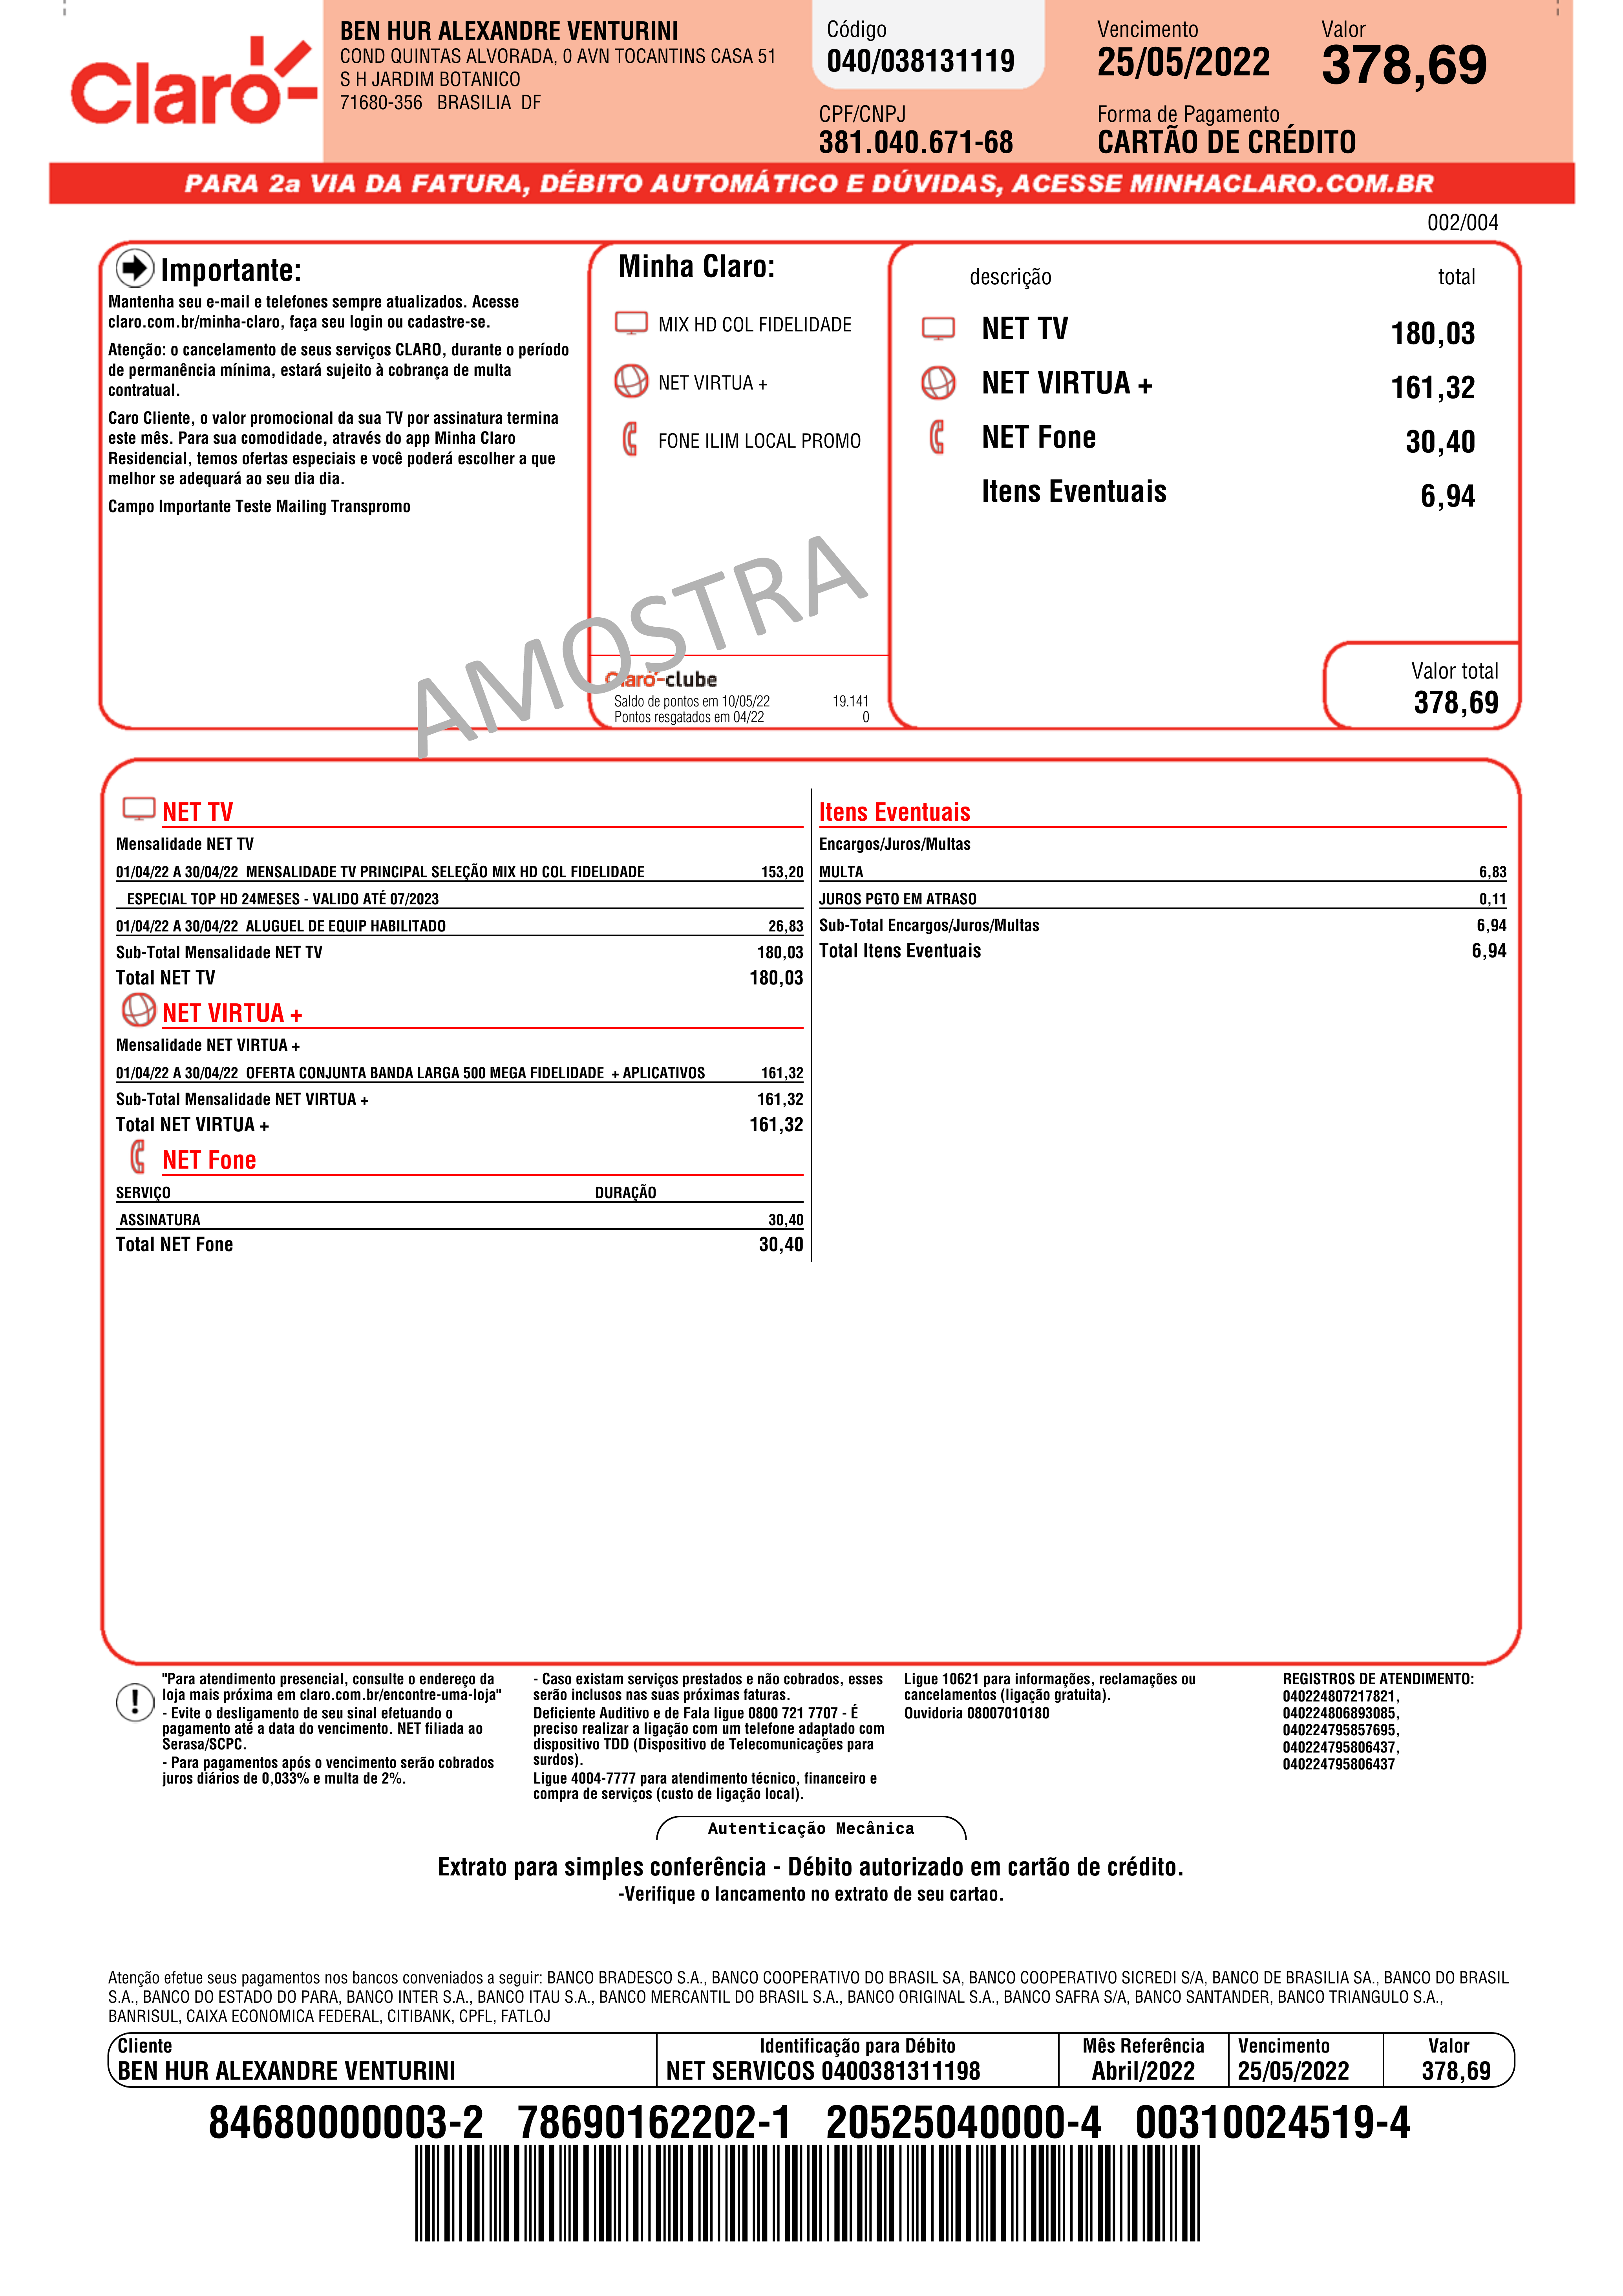 Claro
BEN HUR ALEXANDRE VENTURINI
COND QUINTAS ALVORADA, 0 AVN TOCANTINS CASA 51
S H JARDIM BOTANICO
71680-356 BRASILIA DF
Código
040/038131119
CPF/CNPJ
381.040.671-68
Vencimento
25/05/2022
Valor
378,69
Forma de Pagamento
CARTÃO DE CRÉDITO
PARA 2a VIA DA FATURA, DÉBITO AUTOMÁTICO E DÚVIDAS, ACESSE MINHACLARO.COM.BR
002/004
Importante:
Mantenha seu e-mail e telefones sempre atualizados. Acesse
claro.com.br/minha-claro, faça seu login ou cadastre-se.
Atenção: o cancelamento de seus serviços CLARO, durante o período
de permanência mínima, estará sujeito à cobrança de multa
contratual.
Caro Cliente, o valor promocional da sua TV por assinatura termina
este mês. Para sua comodidade, através do app Minha Claro
Residencial, temos ofertas especiais e você poderá escolher a que
melhor se adequará ao seu dia dia.
Campo Importante Teste Mailing Transpromo
Minha Claro:
MIX HD COL FIDELIDADE
NET VIRTUA +
FONE ILIM LOCAL PROMO
AMOSTRA
Claro-clube
Saldo de pontos em 10/05/22 19.141
Pontos resgatados em 04/22 0
descrição total
NET TV 180,03
NET VIRTUA + 161,32
NET Fone 30,40
Itens Eventuais 6,94
Valor total
378,69
NET TV
Mensalidade NET TV
01/04/22 A 30/04/22 MENSALIDADE TV PRINCIPAL SELEÇÃO MIX HD COL FIDELIDADE 153,20
ESPECIAL TOP HD 24MESES - VALIDO ATÉ 07/2023
01/04/22 A 30/04/22 ALUGUEL DE EQUIP HABILITADO 26,83
Sub-Total Mensalidade NET TV 180,03
Total NET TV 180,03
NET VIRTUA +
Mensalidade NET VIRTUA +
01/04/22 A 30/04/22 OFERTA CONJUNTA BANDA LARGA 500 MEGA FIDELIDADE + APLICATIVOS 161,32
Sub-Total Mensalidade NET VIRTUA + 161,32
Total NET VIRTUA + 161,32
NET Fone
SERVIÇO DURAÇÃO
ASSINATURA 30,40
Total NET Fone 30,40
Itens Eventuais
Encargos/Juros/Multas
MULTA 6,83
JUROS PGTO EM ATRASO 0,11
Sub-Total Encargos/Juros/Multas 6,94
Total Itens Eventuais 6,94
"Para atendimento presencial, consulte o endereço da
loja mais próxima em claro.com.br/encontre-uma-loja"
- Evite o desligamento de seu sinal efetuando o
pagamento até a data do vencimento. NET filiada ao
Serasa/SCPC.
- Para pagamentos após o vencimento serão cobrados
juros diários de 0,033% e multa de 2%.
- Caso existam serviços prestados e não cobrados, esses
serão inclusos nas suas próximas faturas.
Deficiente Auditivo e de Fala ligue 0800 721 7707 - É
preciso realizar a ligação com um telefone adaptado com
dispositivo TDD (Dispositivo de Telecomunicações para
surdos).
Ligue 4004-7777 para atendimento técnico, financeiro e
compra de serviços (custo de ligação local).
Ligue 10621 para informações, reclamações ou
cancelamentos (ligação gratuita).
Ouvidoria 08007010180
REGISTROS DE ATENDIMENTO:
040224807217821,
040224806893085,
040224795857695,
040224795806437,
040224795806437
Autenticação Mecânica
Extrato para simples conferência - Débito autorizado em cartão de crédito.
-Verifique o lancamento no extrato de seu cartao.
Atenção efetue seus pagamentos nos bancos conveniados a seguir: BANCO BRADESCO S.A., BANCO COOPERATIVO DO BRASIL SA, BANCO COOPERATIVO SICREDI S/A, BANCO DE BRASILIA SA., BANCO DO BRASIL
S.A., BANCO DO ESTADO DO PARA, BANCO INTER S.A., BANCO ITAU S.A., BANCO MERCANTIL DO BRASIL S.A., BANCO ORIGINAL S.A., BANCO SAFRA S/A, BANCO SANTANDER, BANCO TRIANGULO S.A.,
BANRISUL, CAIXA ECONOMICA FEDERAL, CITIBANK, CPFL, FATLOJ
Cliente Identificação para Débito Mês Referência Vencimento Valor
BEN HUR ALEXANDRE VENTURINI NET SERVICOS 0400381311198 Abril/2022 25/05/2022 378,69
84680000003-2 78690162202-1 20525040000-4 00310024519-4